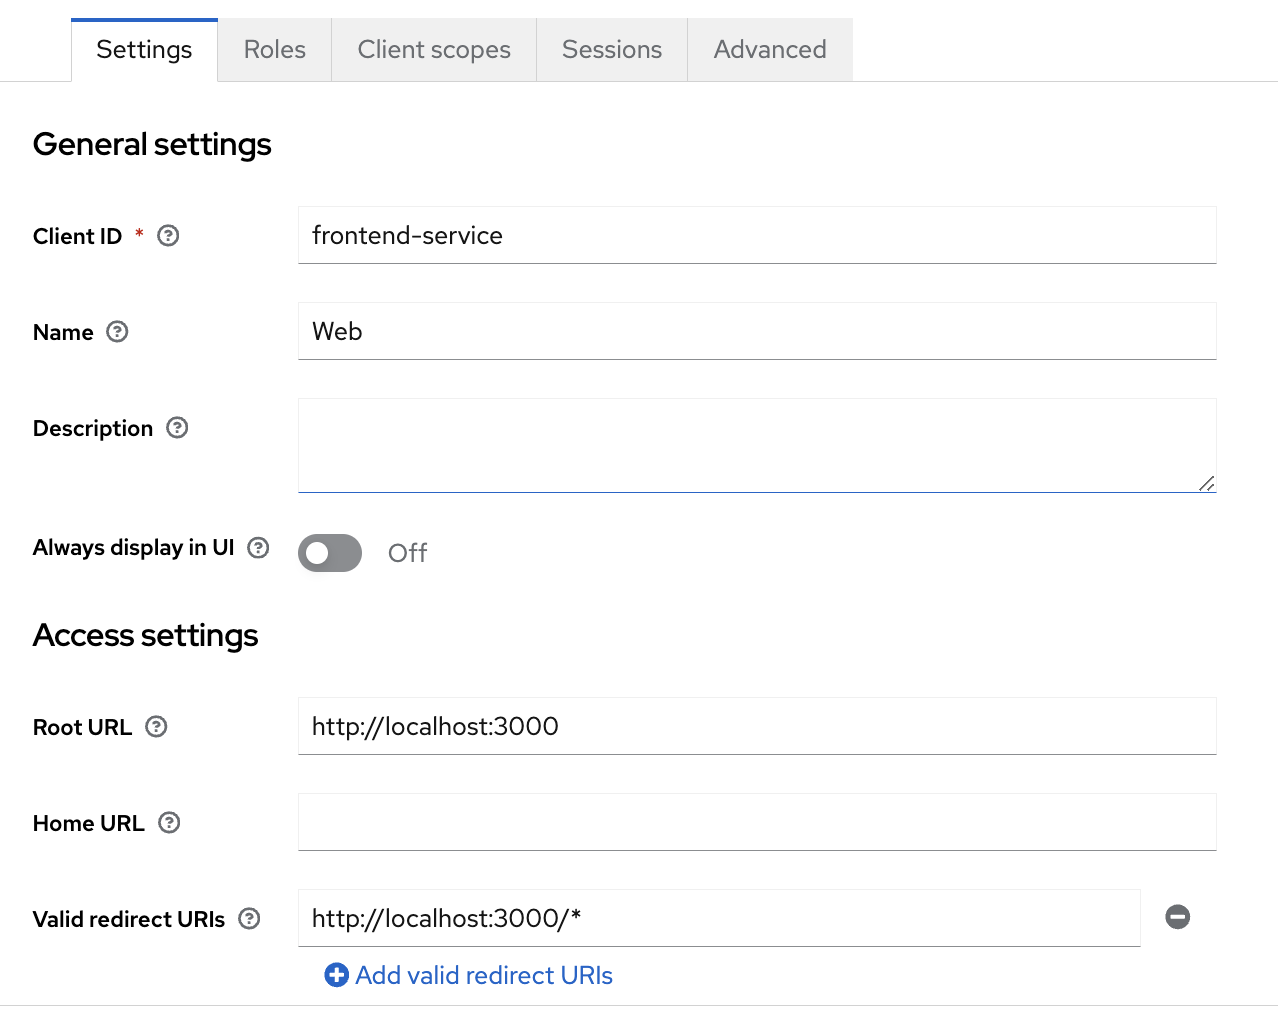 Settings Roles Client scopes Sessions Advanced
General settings
Client ID * frontend-service
Name Web
Description
Always display in UI Off
Access settings
Root URL http://localhost:3000
Home URL
Valid redirect URIs http://localhost:3000/*
Add valid redirect URIs